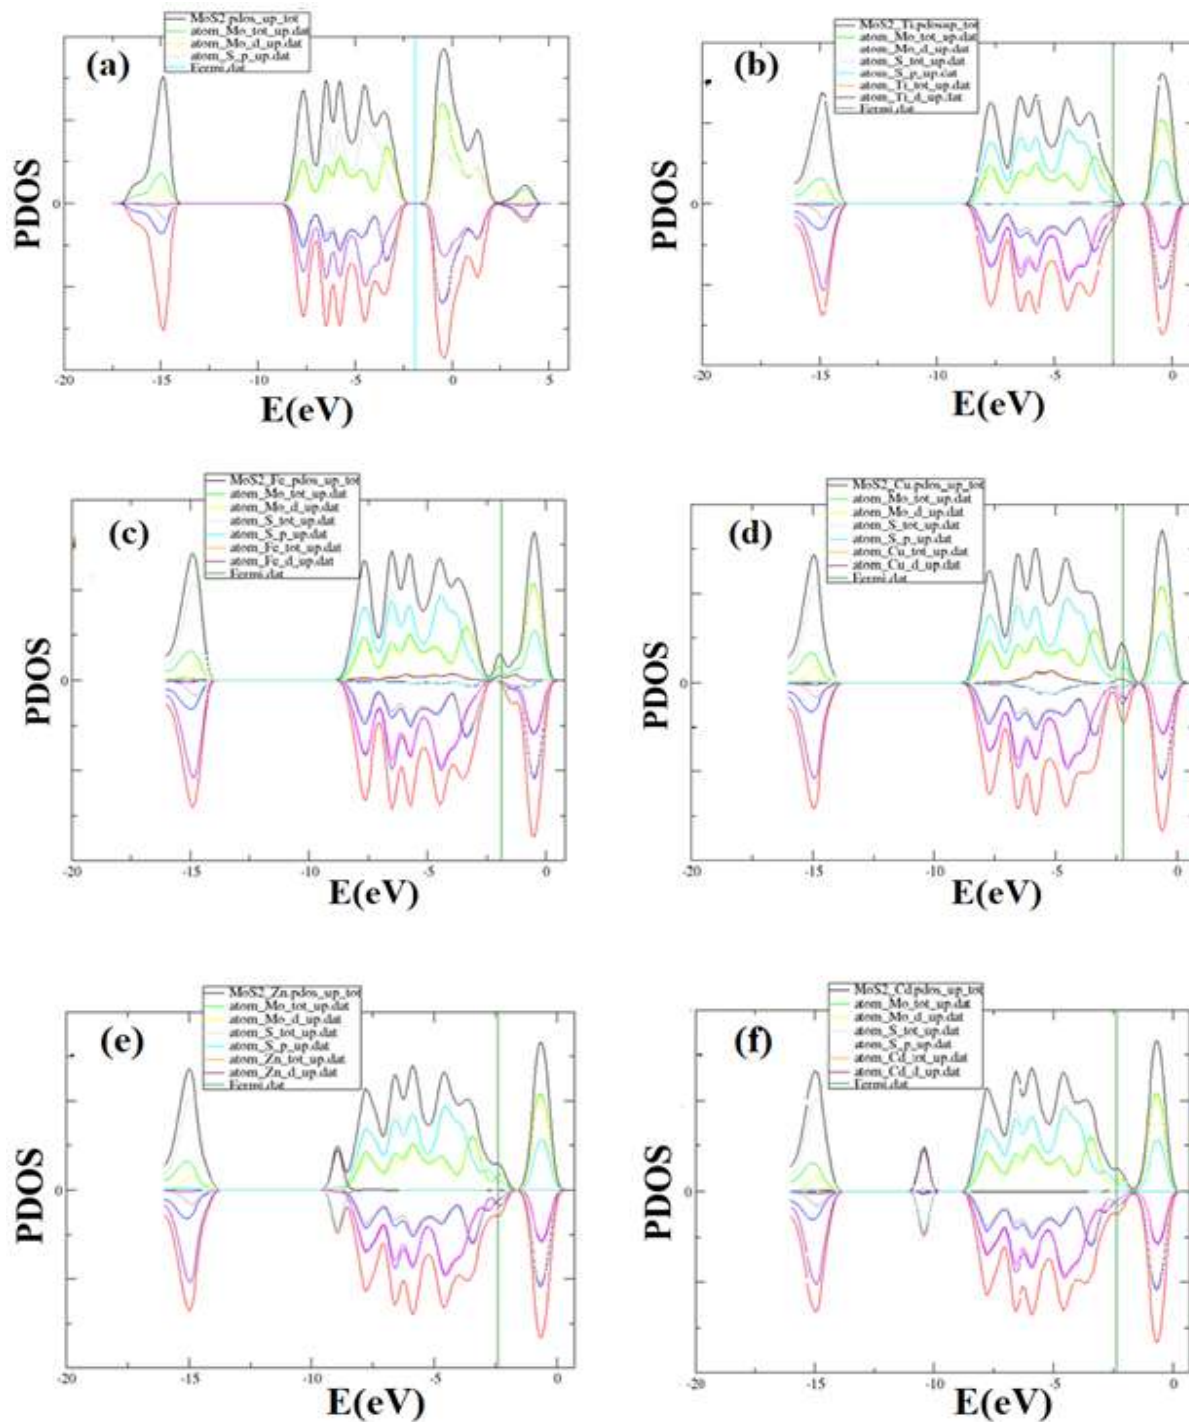 (a)
MoS2.pdos_up_tot
atom_Mo_tot_up.dat
atom_Mo_d_up.dat
atom_S_p_up.dat
Fermi.dat
PDOS
0
-20 -15 -10 -5 0 5
E(eV)
(b)
MoS2_Ti.pdosup_tot
atom_Mo_tot_up.dat
atom_Mo_d_up.dat
atom_S_tot_up.dat
atom_S_p_up.dat
atom_Ti_tot_up.dat
atom_Ti_d_up.dat
Fermi.dat
PDOS
0
-20 -15 -10 -5 0
E(eV)
(c)
MoS2_Fe_pdos_up_tot
atom_Mo_tot_up.dat
atom_Mo_d_up.dat
atom_S_tot_up.dat
atom_S_p_up.dat
atom_Fe_tot_up.dat
atom_Fe_d_up.dat
Fermi.dat
PDOS
0
-20 -15 -10 -5 0
E(eV)
(d)
MoS2_Cu.pdos_up_tot
atom_Mo_tot_up.dat
atom_Mo_d_up.dat
atom_S_tot_up.dat
atom_S_p_up.dat
atom_Cu_tot_up.dat
atom_Cu_d_up.dat
Fermi.dat
PDOS
0
-20 -15 -10 -5 0
E(eV)
(e)
MoS2_Zn.pdos_up_tot
atom_Mo_tot_up.dat
atom_Mo_d_up.dat
atom_S_tot_up.dat
atom_S_p_up.dat
atom_Zn_tot_up.dat
atom_Zn_d_up.dat
Fermi.dat
PDOS
0
-20 -15 -10 -5 0
E(eV)
(f)
MoS2_Cd.pdos_up_tot
atom_Mo_tot_up.dat
atom_Mo_d_up.dat
atom_S_tot_up.dat
atom_S_p_up.dat
atom_Cd_tot_up.dat
atom_Cd_d_up.dat
Fermi.dat
PDOS
0
-20 -15 -10 -5 0
E(eV)